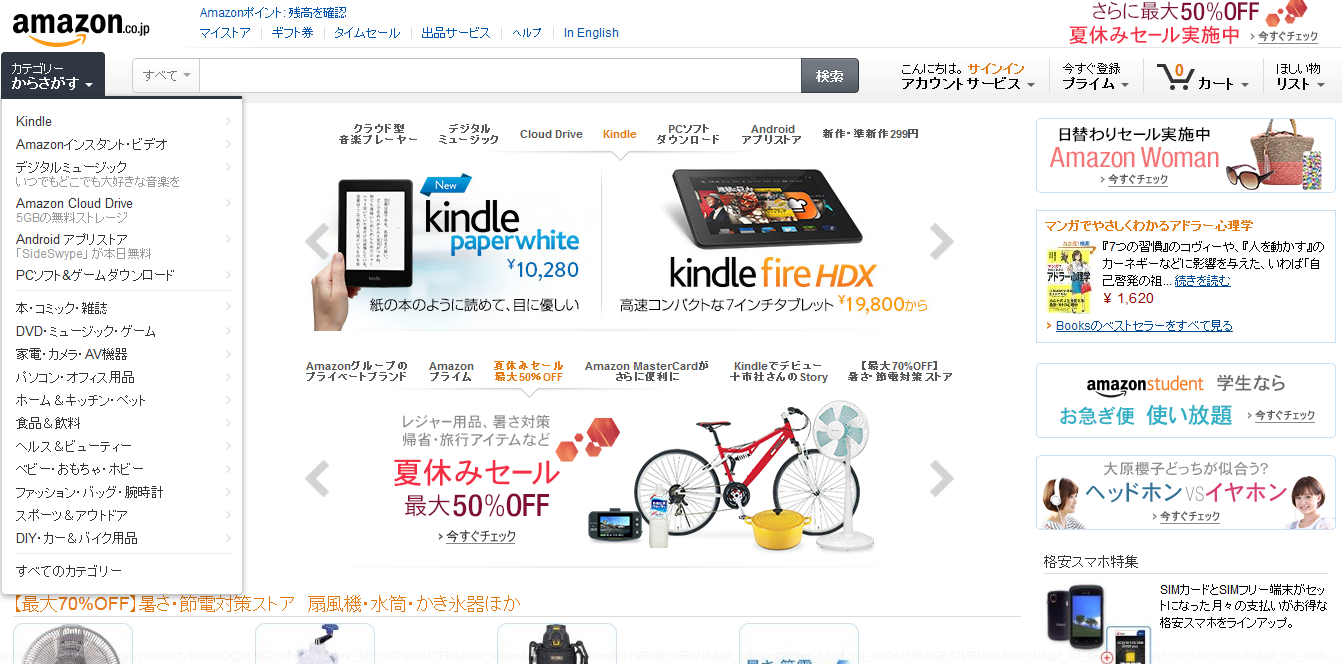 amazon.co.jp
Amazonポイント: 残高を確認
マイストア
ギフト券
タイムセール
出品サービス
ヘルプ
In English
さらに最大50%OFF
夏休みセール実施中
› 今すぐチェック
カテゴリー
からさがす
すべて
検索
こんにちは。サインイン
アカウントサービス
今すぐ登録
プライム
0
カート
ほしい物
リスト
Kindle
Amazonインスタント・ビデオ
デジタルミュージック
いつでもどこでも大好きな音楽を
Amazon Cloud Drive
5GBの無料ストレージ
Android アプリストア
「SideSwype」が本日無料
PCソフト&ゲームダウンロード
本・コミック・雑誌
DVD・ミュージック・ゲーム
家電・カメラ・AV機器
パソコン・オフィス用品
ホーム＆キッチン・ペット
食品＆飲料
ヘルス＆ビューティー
ベビー・おもちゃ・ホビー
ファッション・バッグ・腕時計
スポーツ＆アウトドア
DIY・カー＆バイク用品
すべてのカテゴリー
クラウド型
音楽プレーヤー
デジタル
ミュージック
Cloud Drive
Kindle
PCソフト
ダウンロード
Android
アプリストア
新作・準新作299円
New
kindle
paperwhite
¥10,280
紙の本のように読めて、目に優しい
kindle fire HDX
高速コンパクトな7インチタブレット ¥19,800から
Amazonグループの
プライベートブランド
Amazon
プライム
夏休みセール
最大50%OFF
Amazon MasterCardが
さらに便利に
Kindleでデビュー
十市社さんのStory
【最大70%OFF】
暑さ・節電対策ストア
レジャー用品、暑さ対策
帰省・旅行アイテムなど
夏休みセール
最大50%OFF
› 今すぐチェック
【最大70%OFF】暑さ・節電対策ストア　扇風機・水筒・かき氷器ほか
日替わりセール実施中
Amazon Woman
› 今すぐチェック
マンガでやさしくわかるアドラー心理学
『7つの習慣』のコヴィーや、『人を動かす』の
カーネギーなどに影響を与えた、いわば「自
己啓発の祖... 続きを読む
¥ 1,620
› Booksのベストセラーをすべて見る
amazonstudent 学生なら
お急ぎ便 使い放題 › 今すぐチェック
大原櫻子どっちが似合う?
ヘッドホンVSイヤホン
› 今すぐチェック
格安スマホ特集
SIMカードとSIMフリー端末がセッ
トになった月々の支払いがお得な
格安スマホをラインアップ。